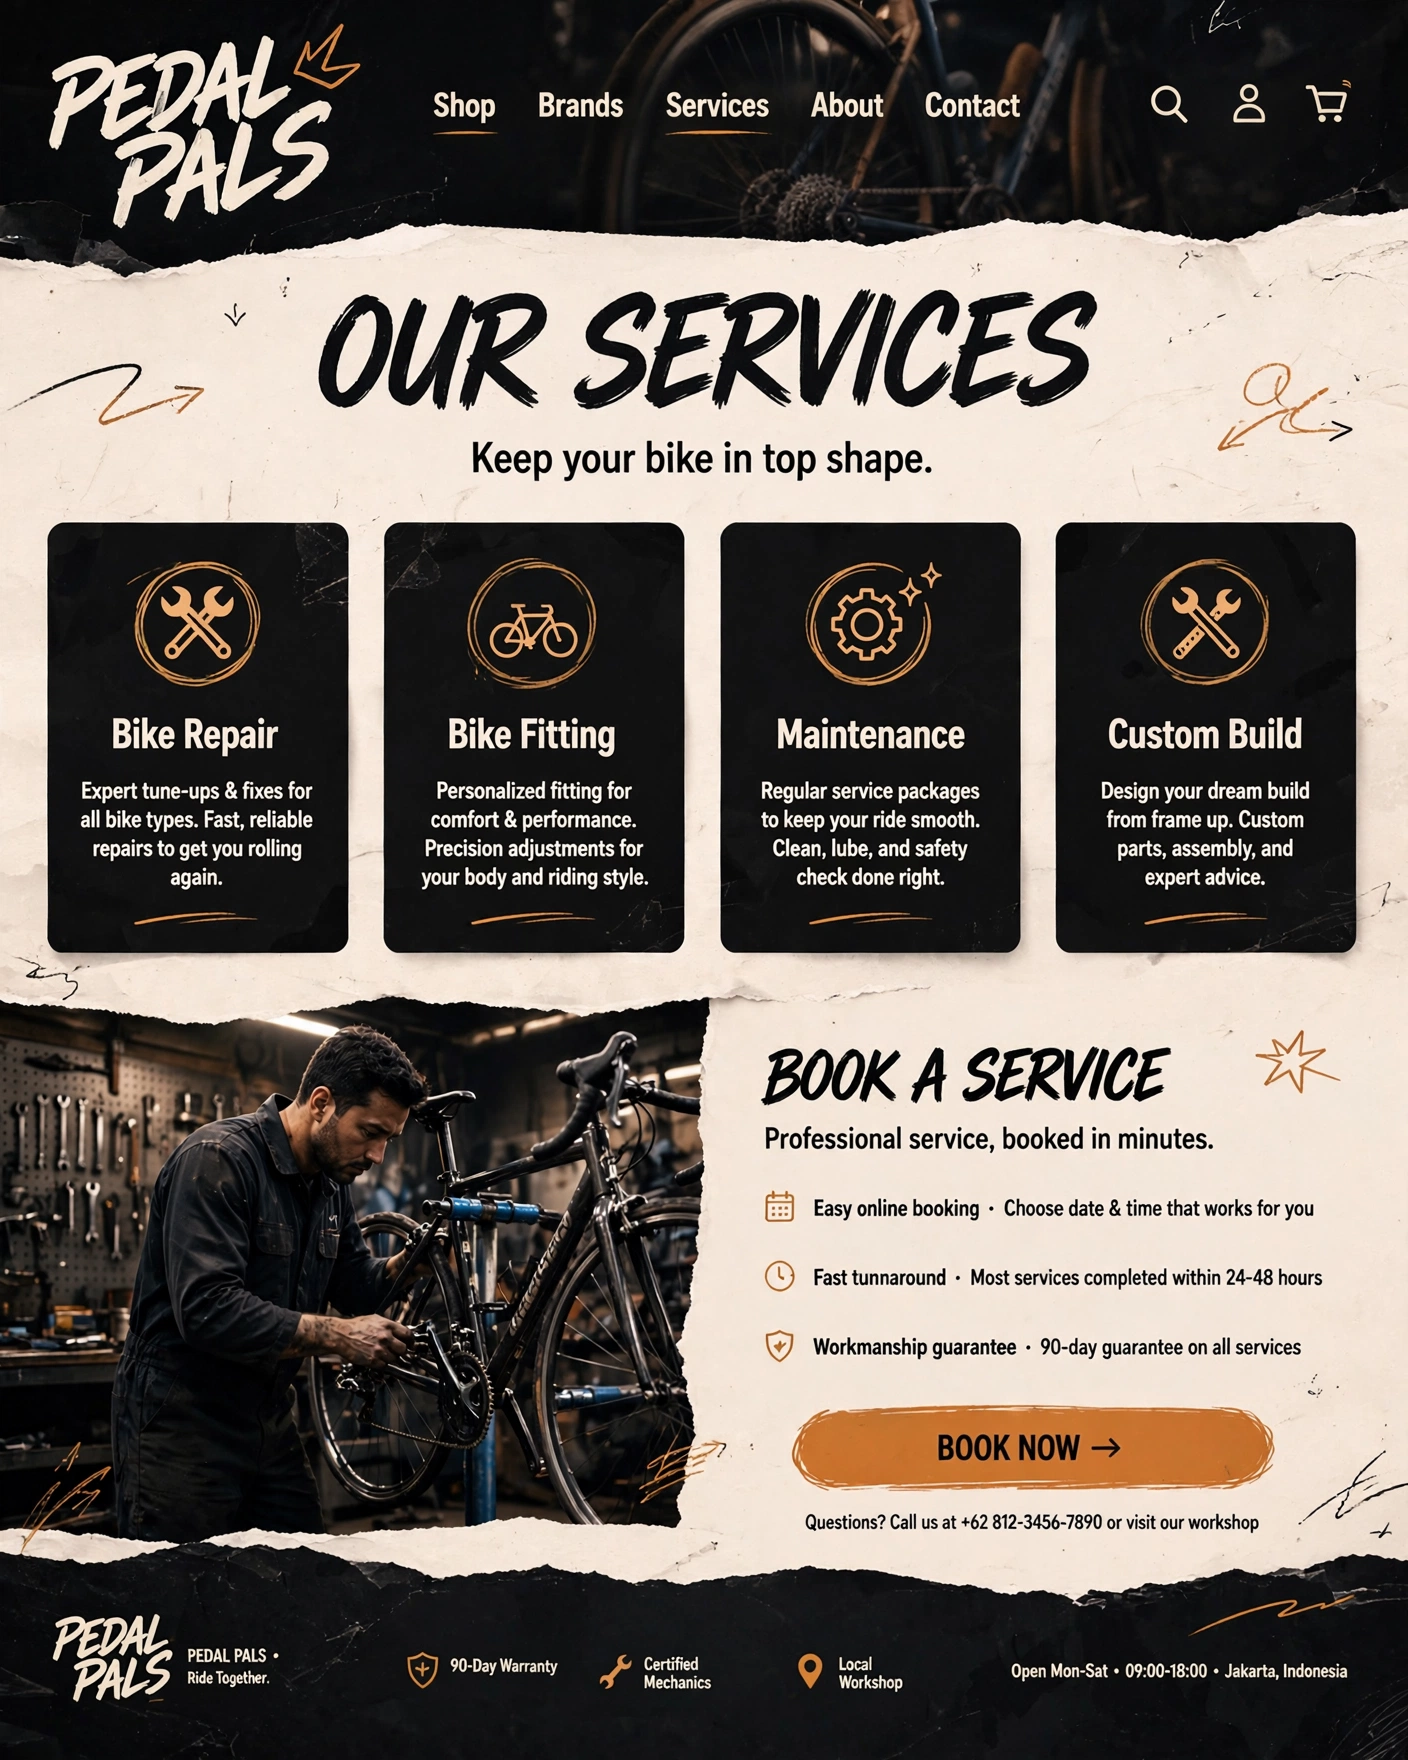 PEDAL
PALS
Shop Brands Services About Contact
OUR SERVICES
Keep your bike in top shape.
Bike Repair
Expert tune-ups & fixes for
all bike types. Fast, reliable
repairs to get you rolling
again.
Bike Fitting
Personalized fitting for
comfort & performance.
Precision adjustments for
your body and riding style.
Maintenance
Regular service packages
to keep your ride smooth.
Clean, lube, and safety
check done right.
Custom Build
Design your dream build
from frame up. Custom
parts, assembly, and
expert advice.
BOOK A SERVICE
Professional service, booked in minutes.
Easy online booking • Choose date & time that works for you
Fast tunnaround • Most services completed within 24-48 hours
Workmanship guarantee • 90-day guarantee on all services
BOOK NOW →
Questions? Call us at +62 812-3456-7890 or visit our workshop
PEDAL
PALS
PEDAL PALS •
Ride Together.
90-Day Warranty
Certified
Mechanics
Local
Workshop
Open Mon-Sat • 09:00-18:00 • Jakarta, Indonesia